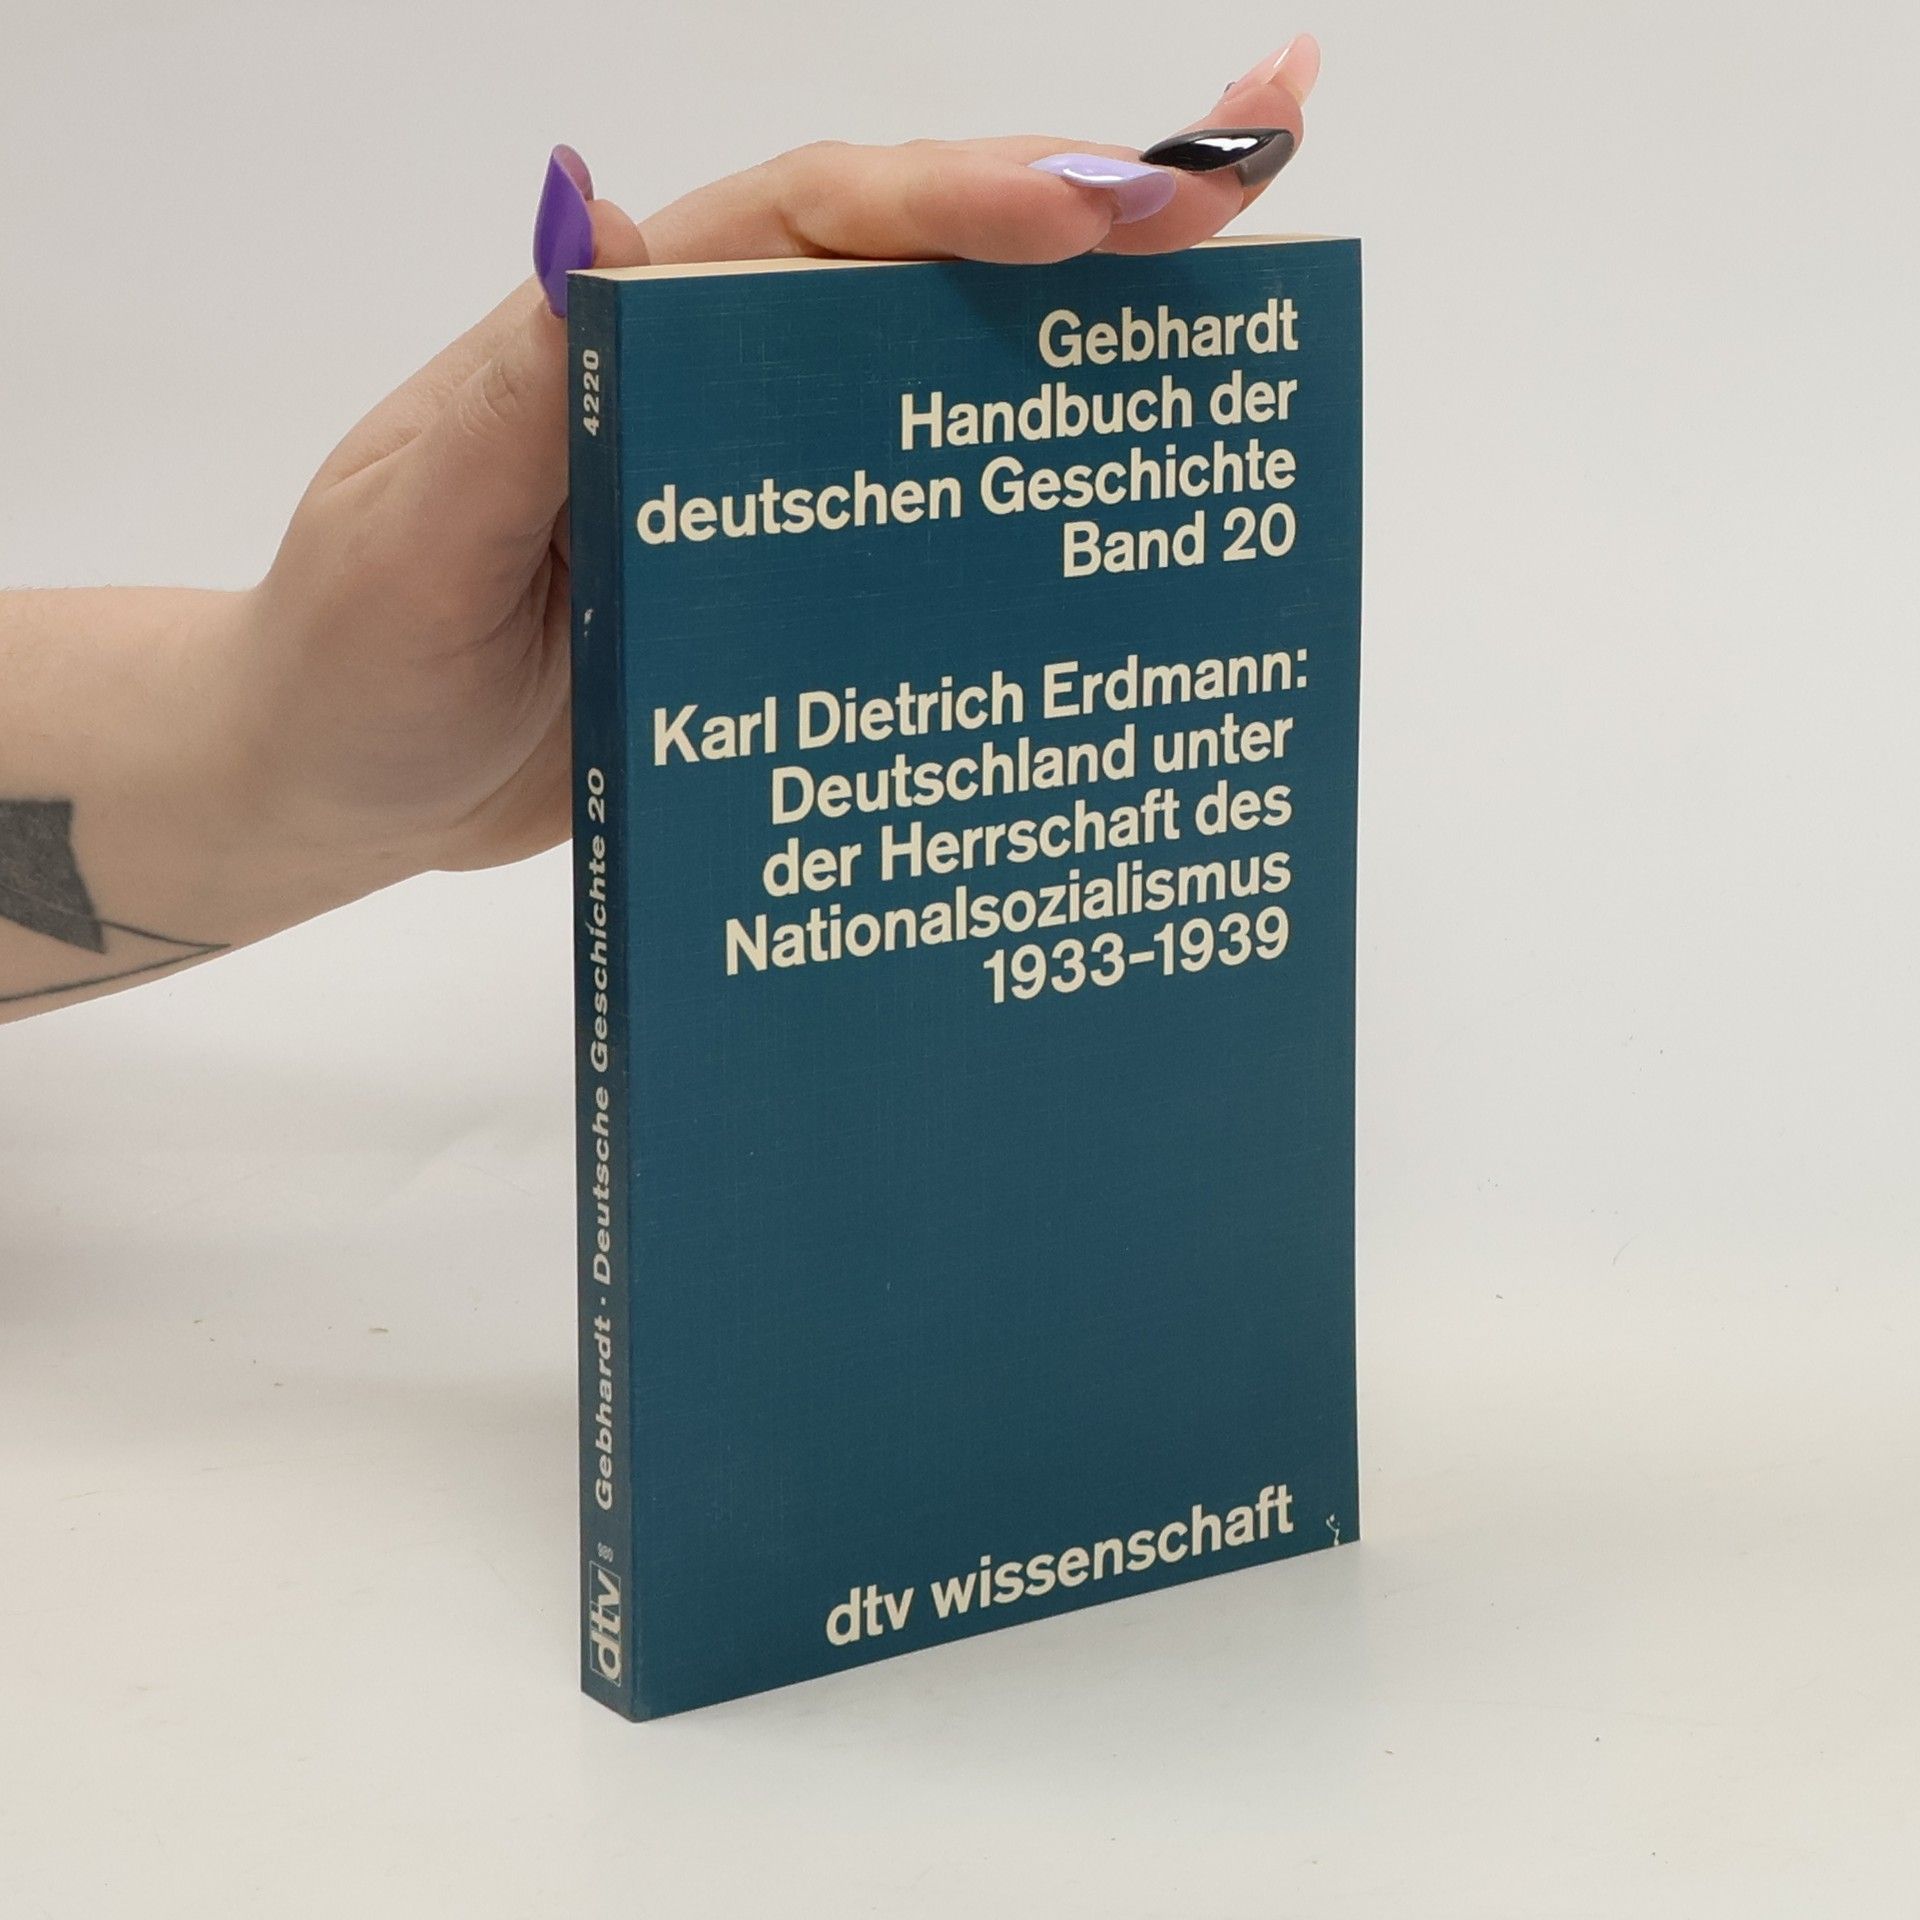 Gebhardt
Handbuch der
deutschen Geschichte
Band 20
Karl Dietrich Erdmann:
Deutschland unter
der Herrschaft des
Nationalsozialismus
1933–1939
dtv wissenschaft
4220
Gebhardt · Deutsche Geschichte 20
980
dtv